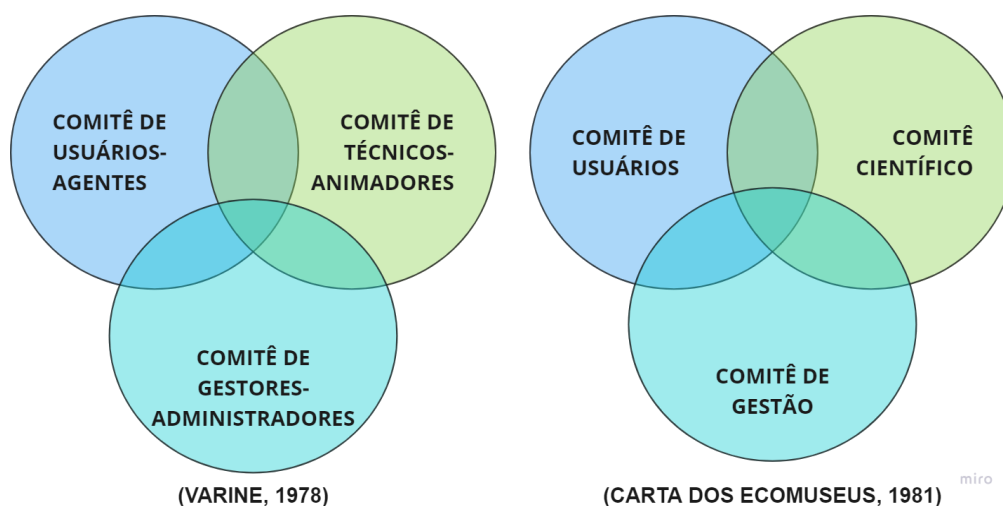 COMITÊ DE
USUÁRIOS-
AGENTES
COMITÊ DE
TÉCNICOS-
ANIMADORES
COMITÊ DE
GESTORES-
ADMINISTRADORES
(VARINE, 1978)
COMITÊ DE
USUÁRIOS
COMITÊ
CIENTÍFICO
COMITÊ DE
GESTÃO
(CARTA DOS ECOMUSEUS, 1981)
miro